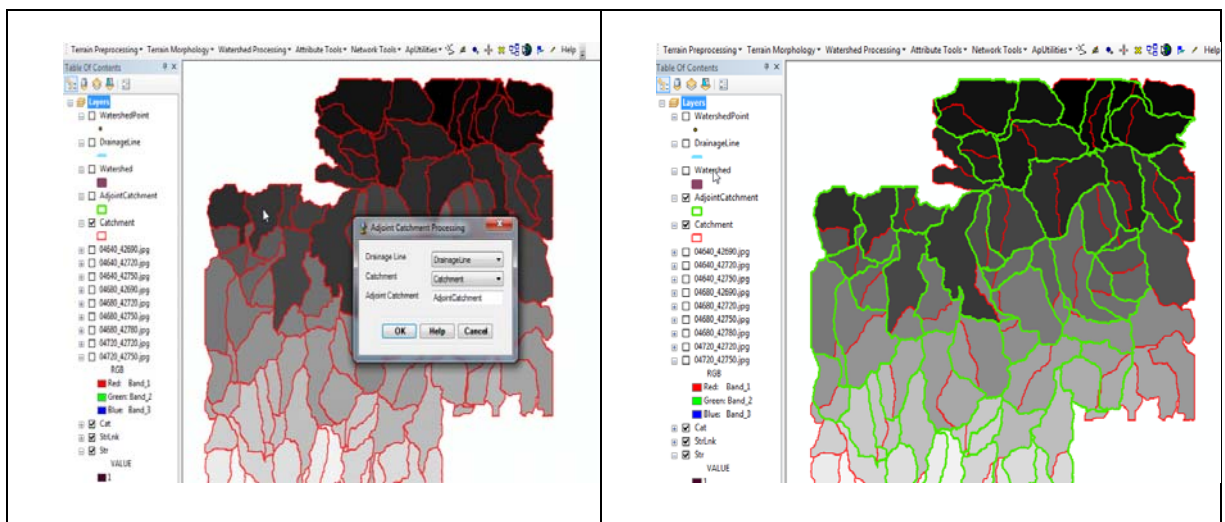 Terrain Preprocessing Terrain Morphology Watershed Processing Attribute Tools Network Tools ApUtilities Help
Table Of Contents
Layers
WatershedPoint
DrainageLine
Watershed
AdjointCatchment
Catchment
04640_42690.jpg
04640_42720.jpg
04640_42750.jpg
04680_42690.jpg
04680_42720.jpg
04680_42750.jpg
04680_42780.jpg
04720_42720.jpg
04720_42750.jpg
RGB
Red: Band_1
Green: Band_2
Blue: Band_3
Cat
StrLnk
Str
VALUE
1
Adjoint Catchment Processing
Drainage Line DrainageLine
Catchment Catchment
Adjoint Catchment AdjointCatchment
OK Help Cancel
Terrain Preprocessing Terrain Morphology Watershed Processing Attribute Tools Network Tools ApUtilities Help
Table Of Contents
Layers
WatershedPoint
DrainageLine
Watershed
AdjointCatchment
Catchment
04640_42690.jpg
04640_42720.jpg
04640_42750.jpg
04680_42690.jpg
04680_42720.jpg
04680_42750.jpg
04680_42780.jpg
04720_42720.jpg
04720_42750.jpg
RGB
Red: Band_1
Green: Band_2
Blue: Band_3
Cat
StrLnk
Str
VALUE
1